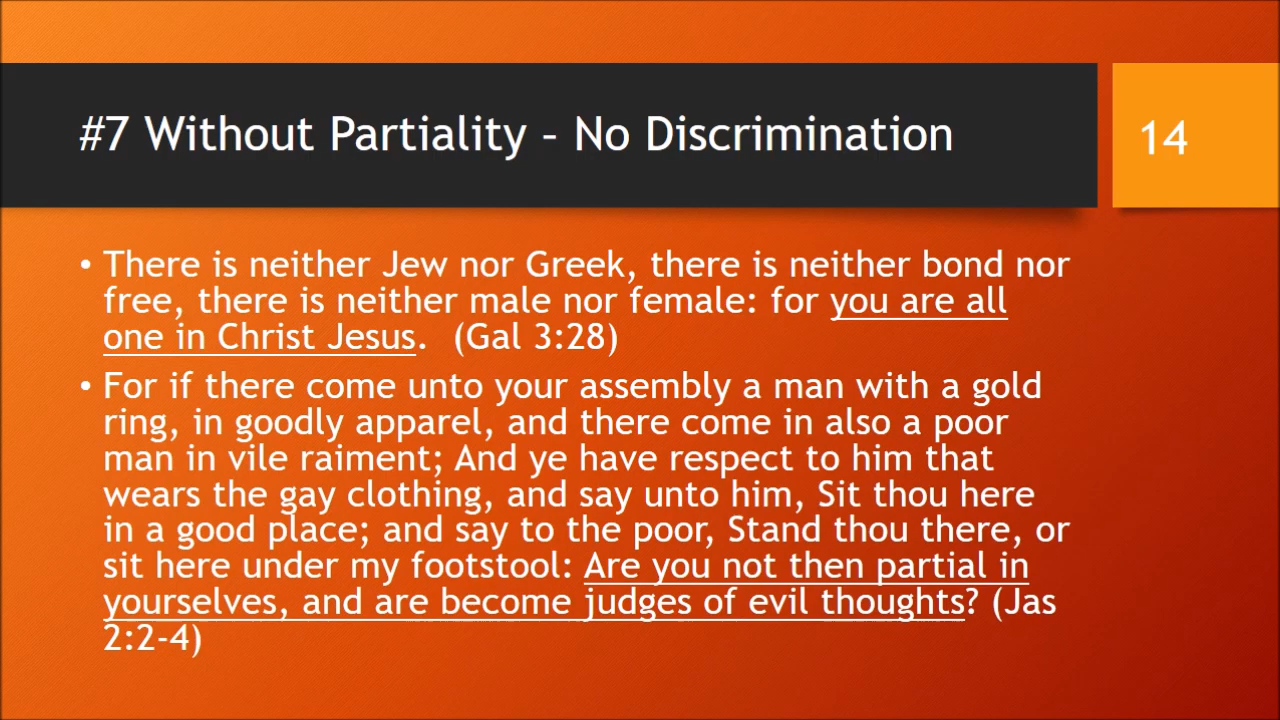 #7 Without Partiality – No Discrimination
14
• There is neither Jew nor Greek, there is neither bond nor
free, there is neither male nor female: for you are all
one in Christ Jesus. (Gal 3:28)
• For if there come unto your assembly a man with a gold
ring, in goodly apparel, and there come in also a poor
man in vile raiment; And ye have respect to him that
wears the gay clothing, and say unto him, Sit thou here
in a good place; and say to the poor, Stand thou there, or
sit here under my footstool: Are you not then partial in
yourselves, and are become judges of evil thoughts? (Jas
2:2-4)